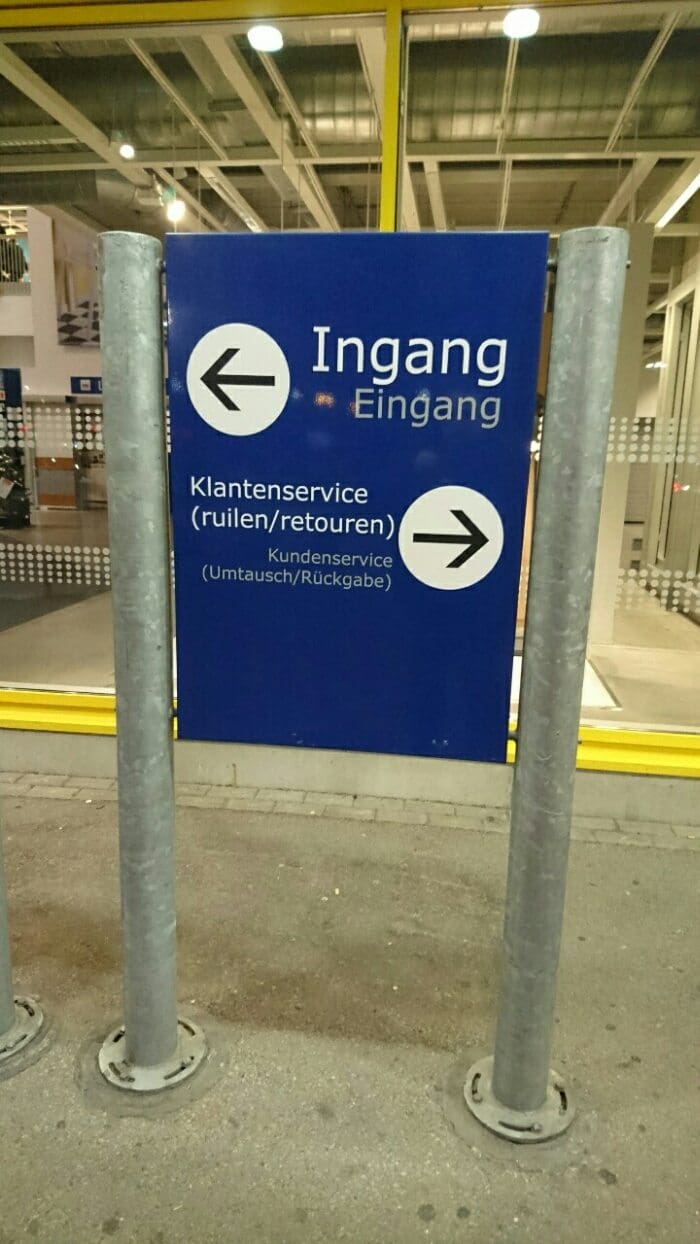 Ingang
Eingang
Klantenservice
(ruilen/retouren)
Kundenservice
(Umtausch/Rückgabe)